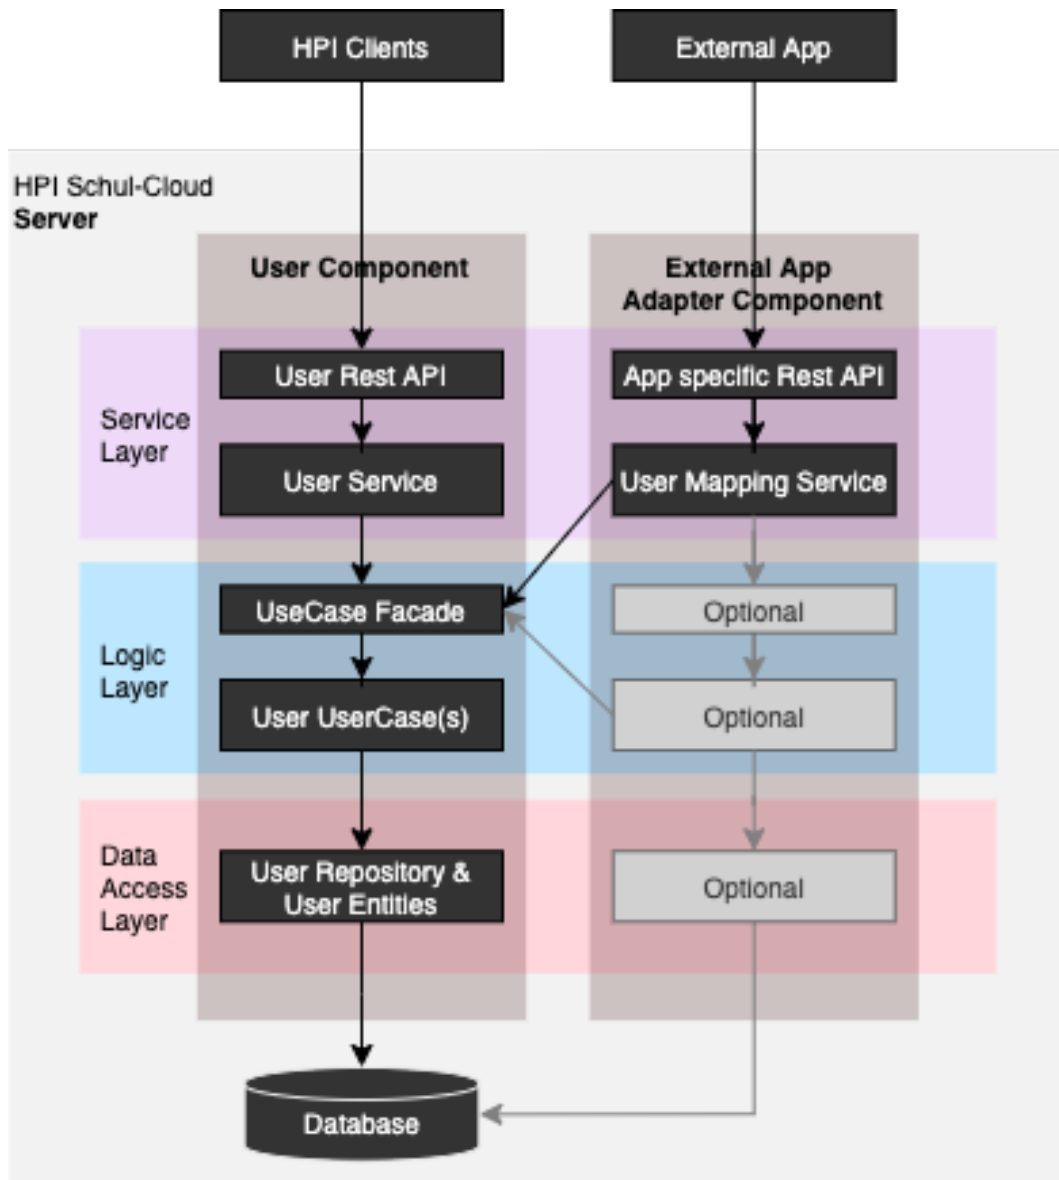 HPI Clients
External App
HPI Schul-Cloud
Server
User Component
External App
Adapter Component
Service
Layer
User Rest API
App specific Rest API
User Service
User Mapping Service
Logic
Layer
UseCase Facade
Optional
User UserCase(s)
Optional
Data
Access
Layer
User Repository &
User Entities
Optional
Database